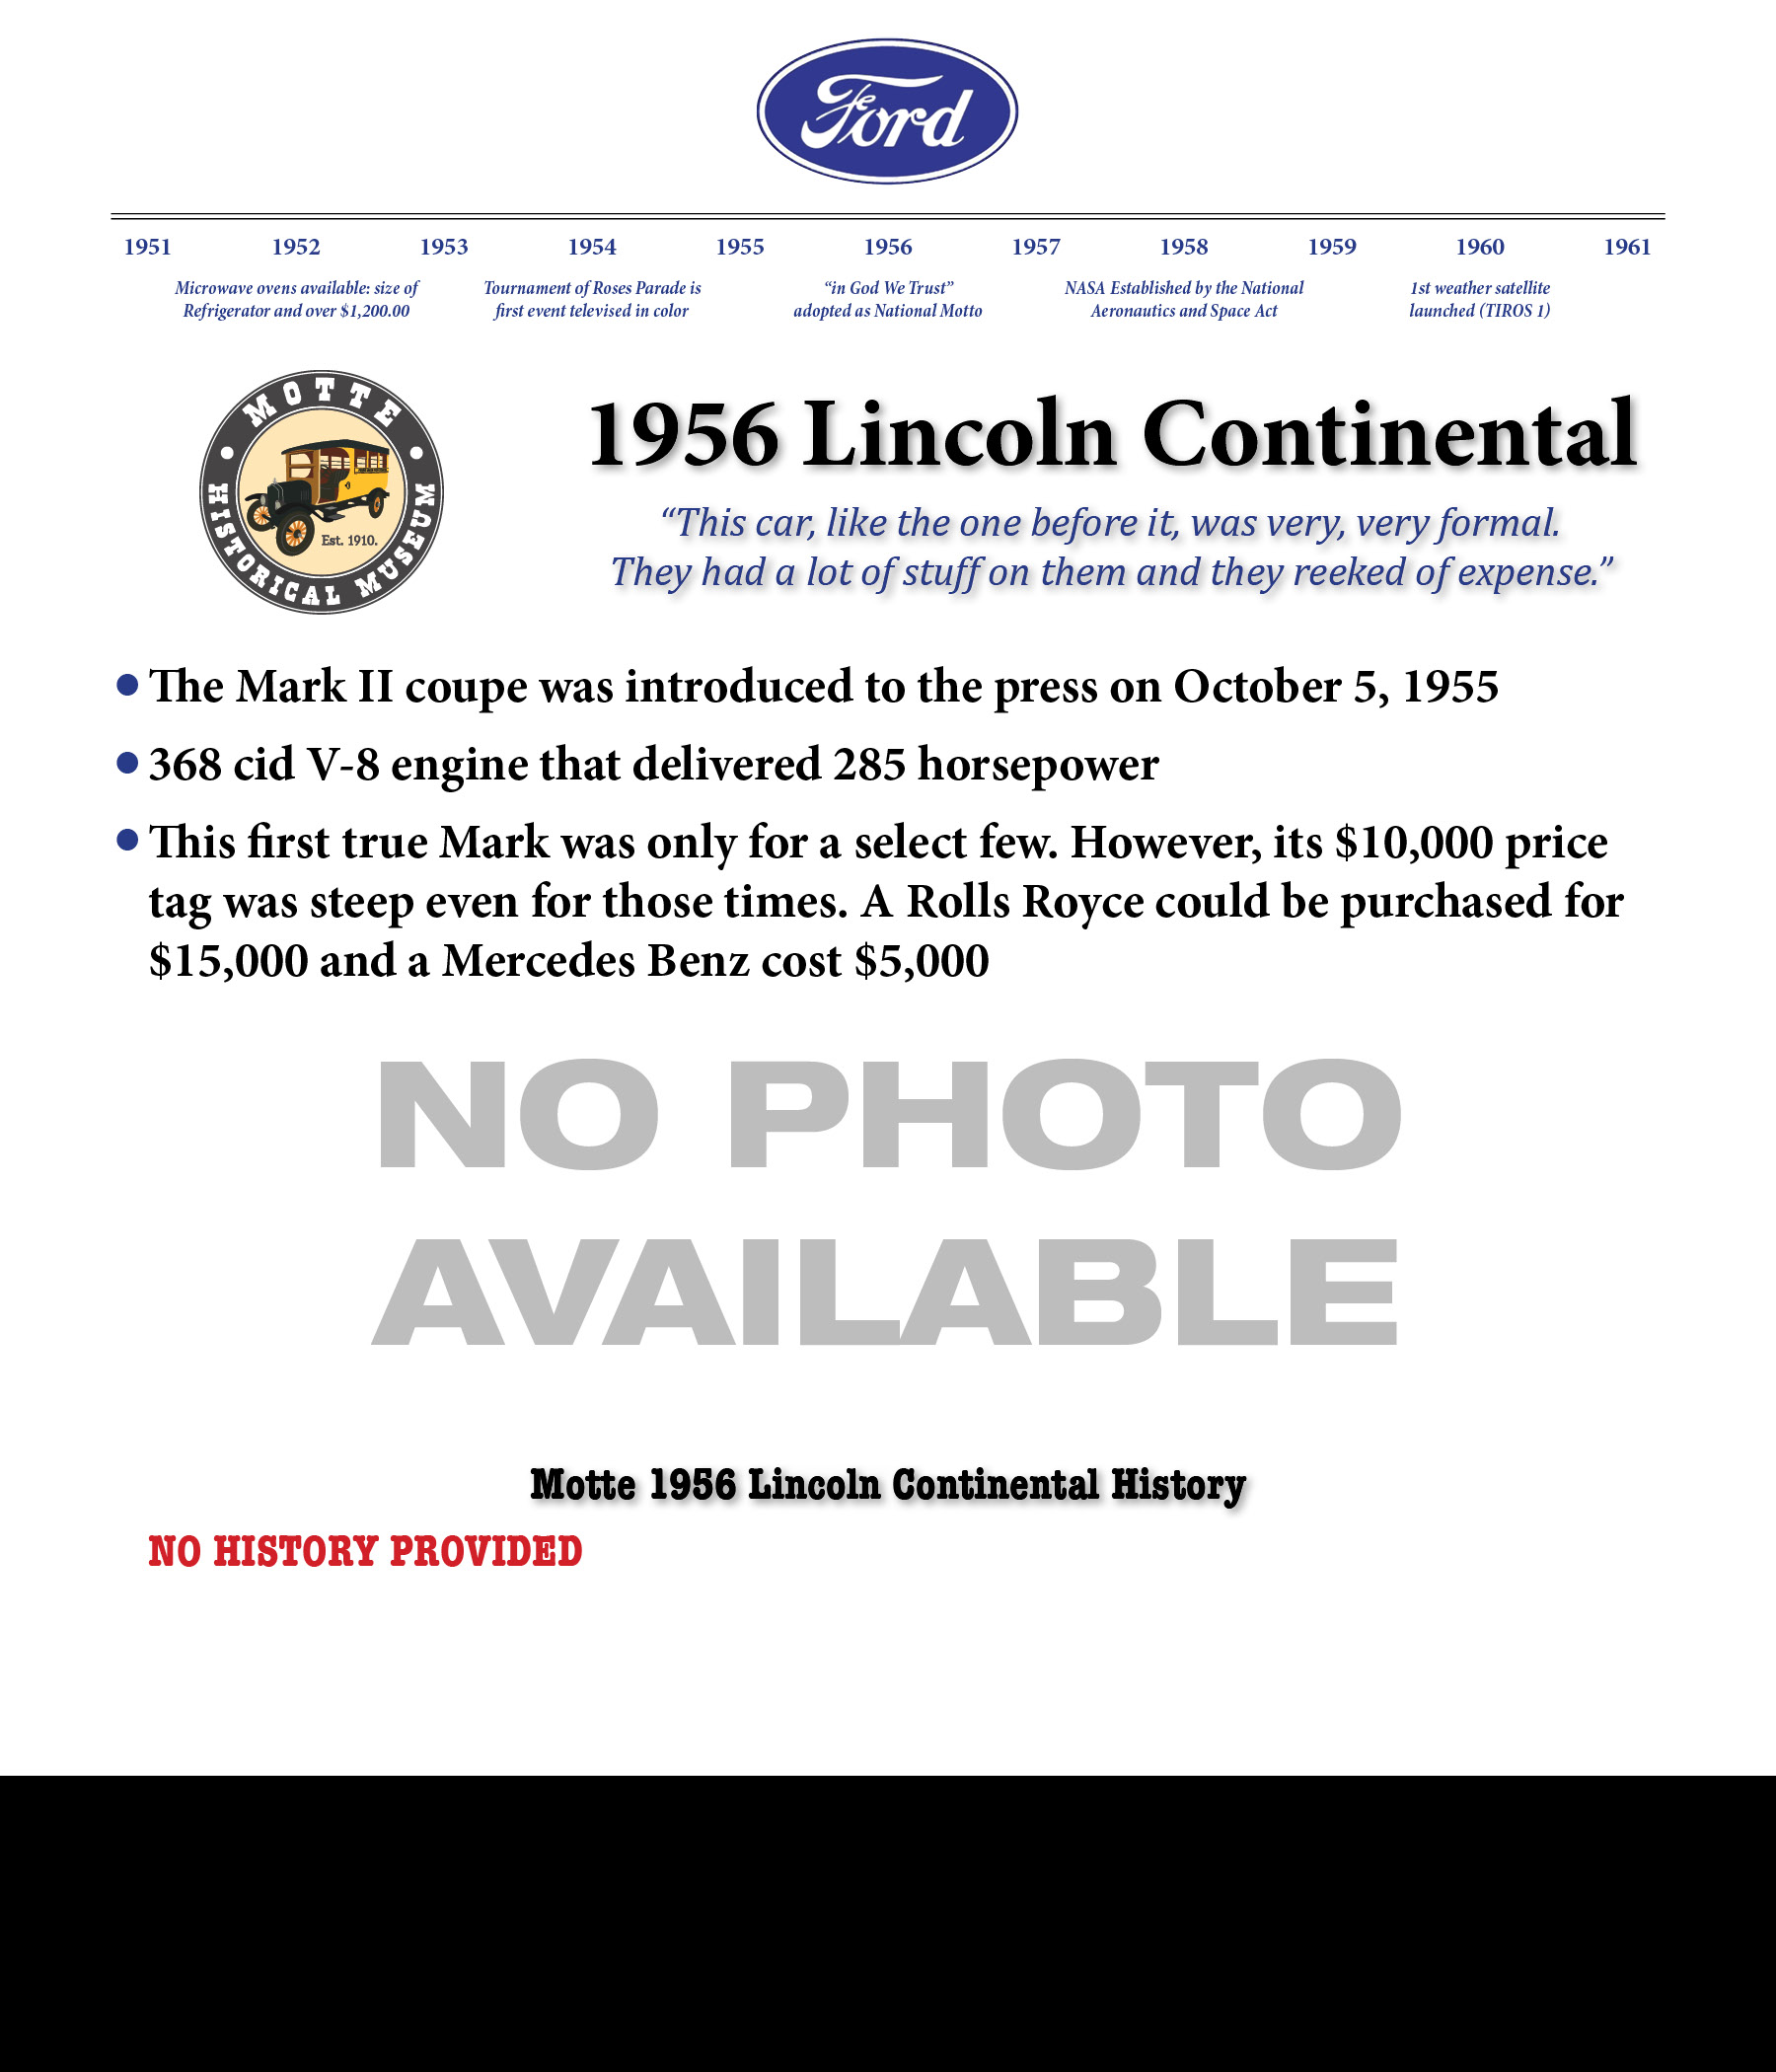 Ford
1951 1952 1953 1954 1955 1956 1957 1958 1959 1960 1961
Microwave ovens available: size of
Refrigerator and over $1,200.00
Tournament of Roses Parade is
first event televised in color
“in God We Trust”
adopted as National Motto
NASA Established by the National
Aeronautics and Space Act
1st weather satellite
launched (TIROS 1)
MOTTE
HISTORICAL MUSEUM
Est. 1910.
1956 Lincoln Continental
“This car, like the one before it, was very, very formal.
They had a lot of stuff on them and they reeked of expense.”
• The Mark II coupe was introduced to the press on October 5, 1955
• 368 cid V-8 engine that delivered 285 horsepower
• This first true Mark was only for a select few. However, its $10,000 price
tag was steep even for those times. A Rolls Royce could be purchased for
$15,000 and a Mercedes Benz cost $5,000
NO PHOTO
AVAILABLE
Motte 1956 Lincoln Continental History
NO HISTORY PROVIDED